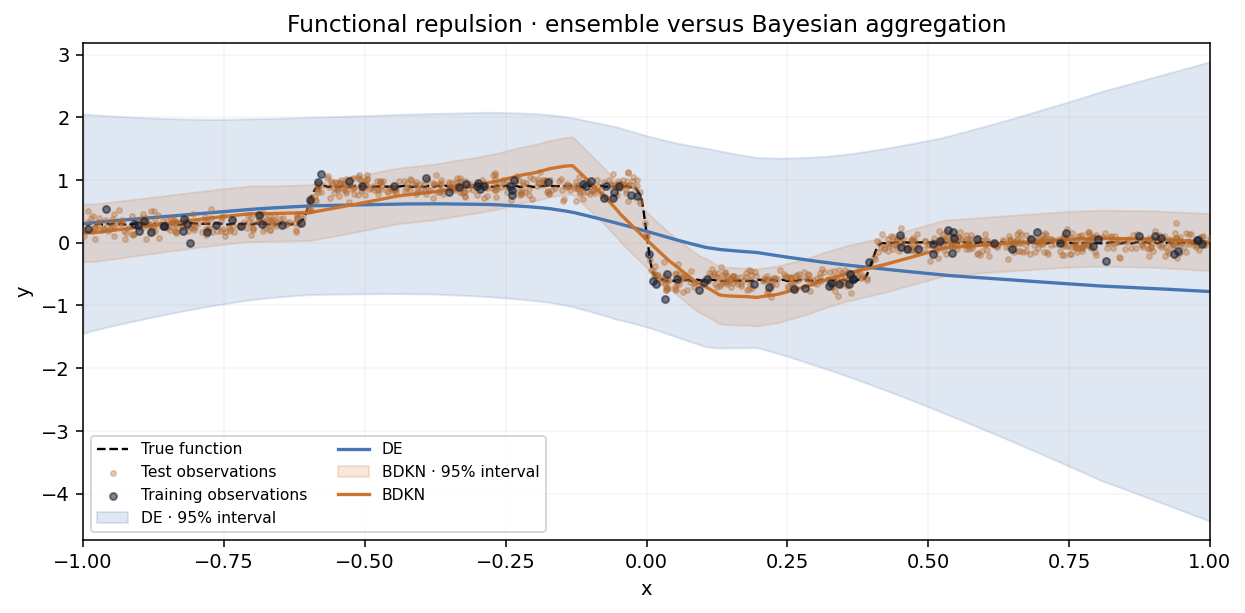 Functional repulsion · ensemble versus Bayesian aggregation
y
3
2
1
0
−1
−2
−3
−4
True function
Test observations
Training observations
DE · 95% interval
DE
BDKN · 95% interval
BDKN
−1.00 −0.75 −0.50 −0.25 0.00 0.25 0.50 0.75 1.00
x